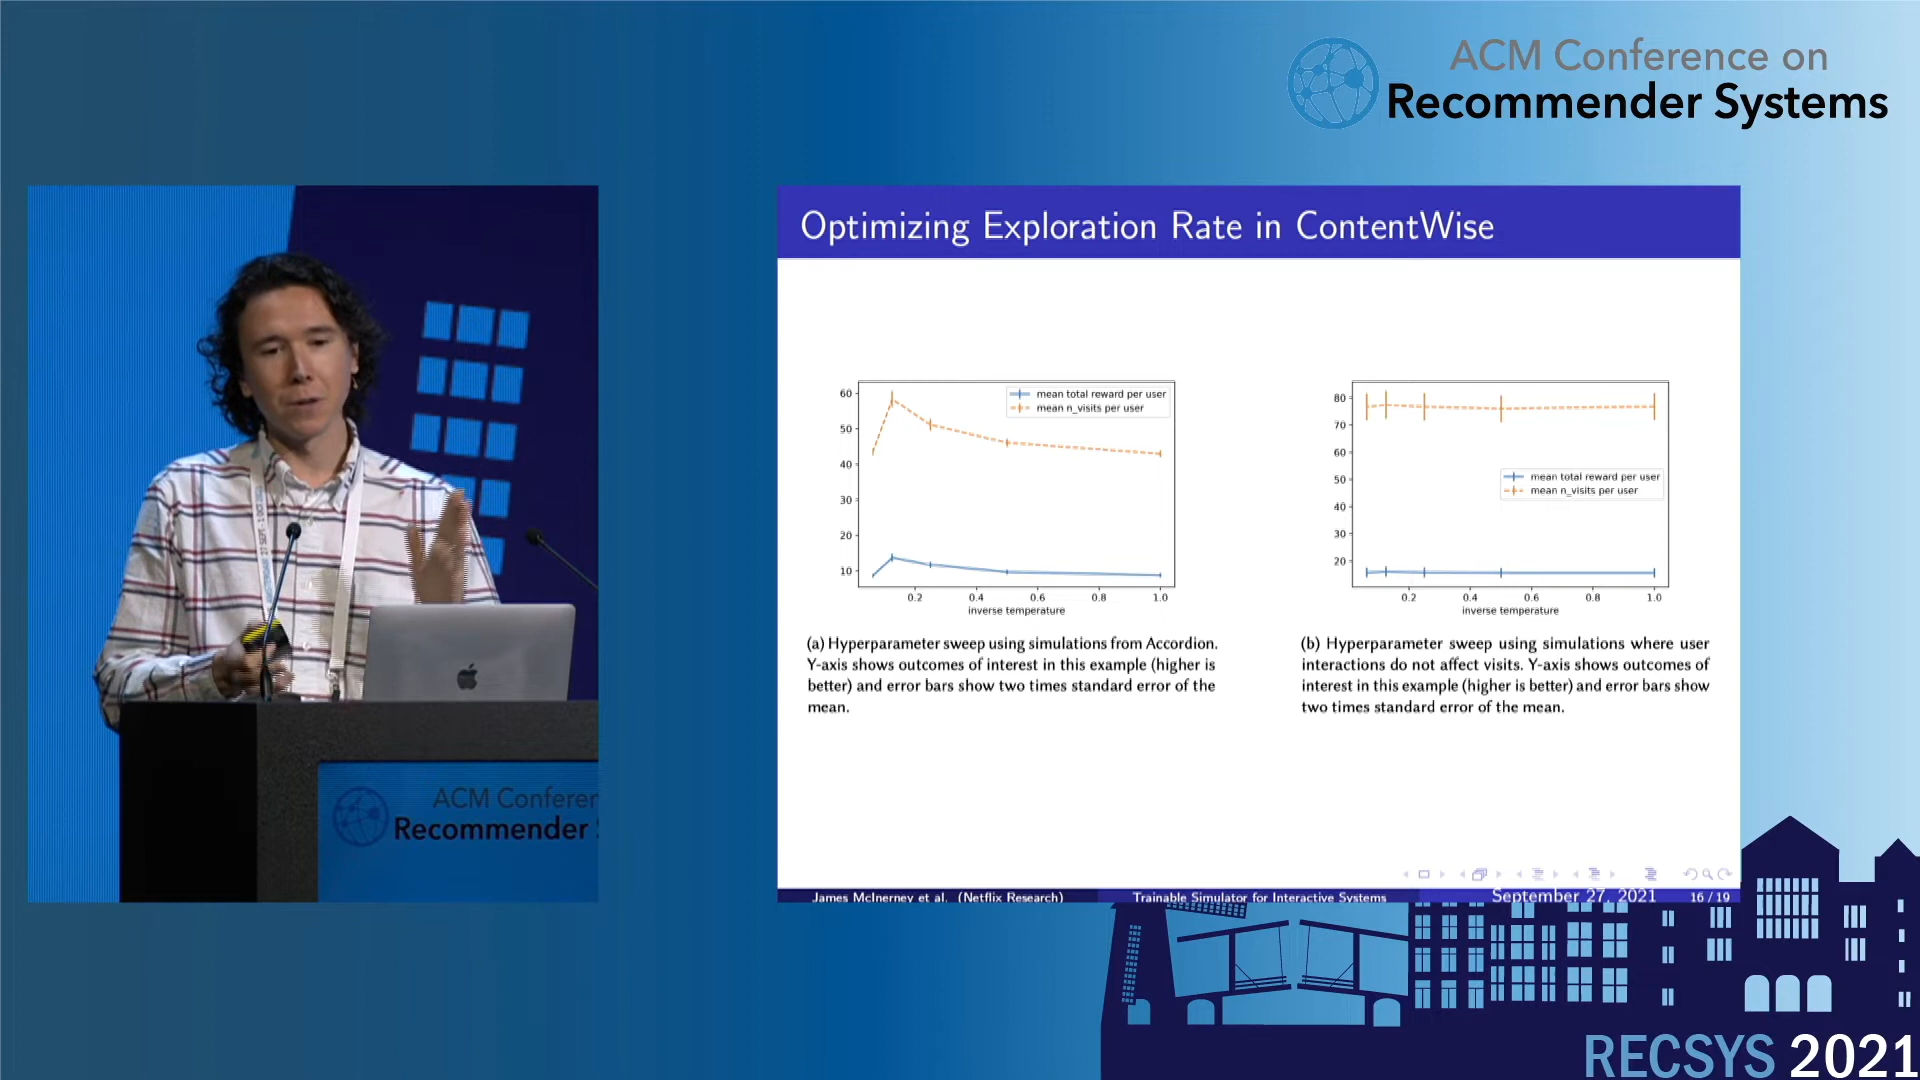 ACM Conference on
Recommender Systems
Optimizing Exploration Rate in ContentWise
60
50
40
30
20
10
mean total reward per user
mean n_visits per user
0.2 0.4 0.6 0.8 1.0
inverse temperature
(a) Hyperparameter sweep using simulations from Accordion.
Y-axis shows outcomes of interest in this example (higher is
better) and error bars show two times standard error of the
mean.
80
70
60
50
40
30
20
mean total reward per user
mean n_visits per user
0.2 0.4 0.6 0.8 1.0
inverse temperature
(b) Hyperparameter sweep using simulations where user
interactions do not affect visits. Y-axis shows outcomes of
interest in this example (higher is better) and error bars show
two times standard error of the mean.
James McInerney et al. (Netflix Research) Trainable Simulator for Interactive Systems September 27, 2021 16 / 19
ACM Conferen
Recommender
RECSYS 2021